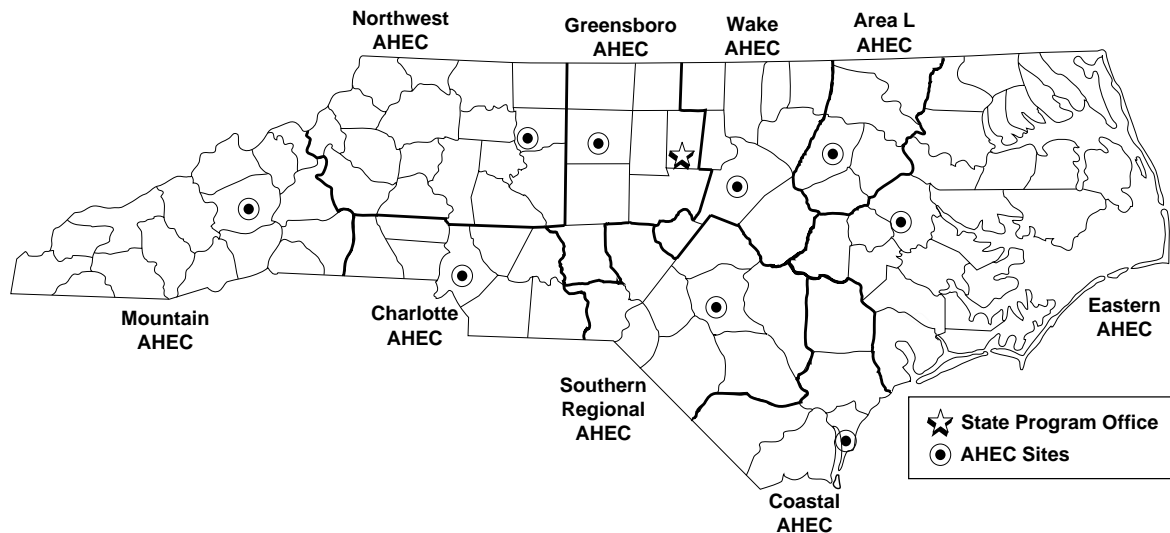 Northwest
AHEC
Greensboro
AHEC
Wake
AHEC
Area L
AHEC
Mountain
AHEC
Charlotte
AHEC
Eastern
AHEC
Southern
Regional
AHEC
State Program Office
AHEC Sites
Coastal
AHEC